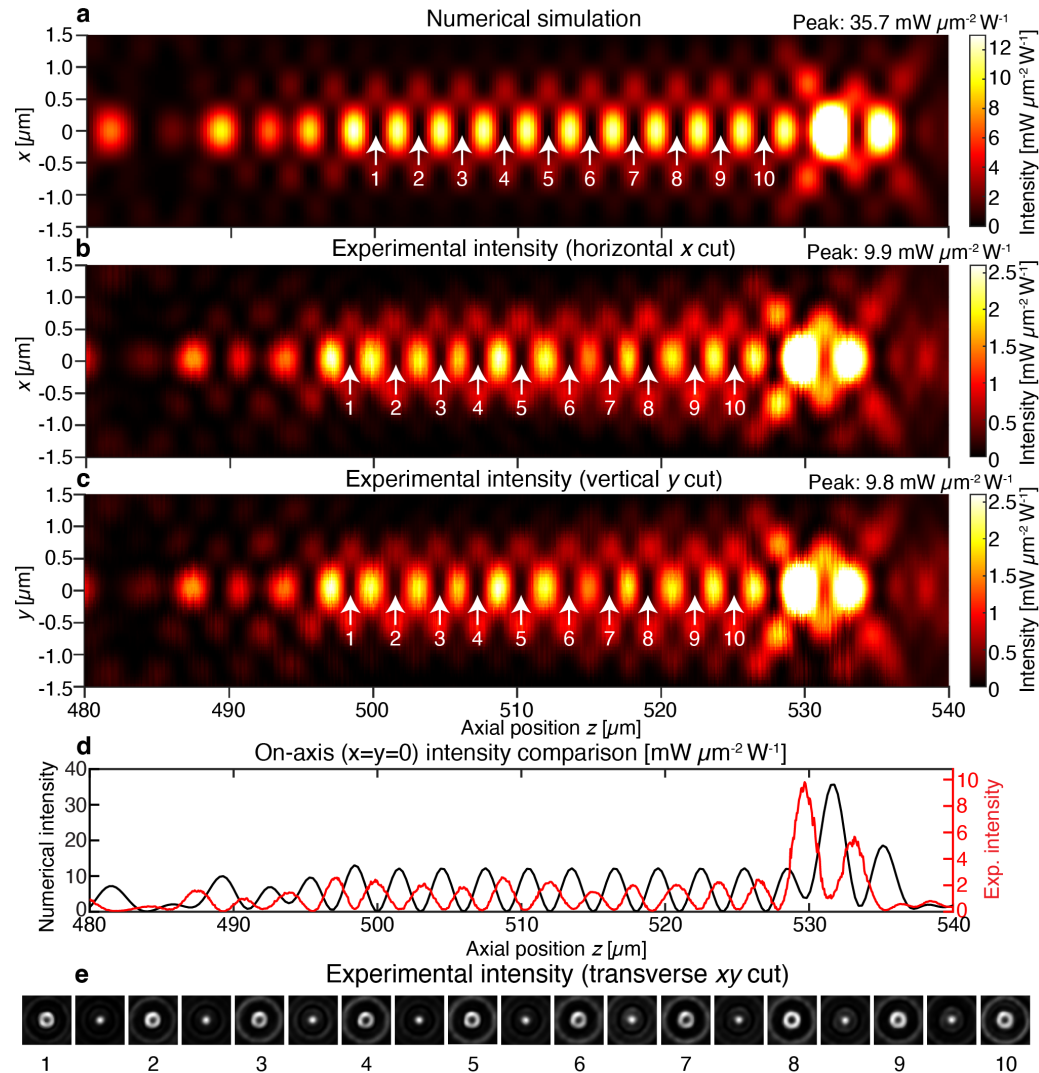 a
Numerical simulation
Peak: 35.7 mW µm-2 W-1
1.5
1.0
0.5
0
-0.5
-1.0
-1.5
x [µm]
1 2 3 4 5 6 7 8 9 10
12
10
8
6
4
2
0
Intensity [mW µm-2 W-1]
b
Experimental intensity (horizontal x cut)
Peak: 9.9 mW µm-2 W-1
1.5
1.0
0.5
0
-0.5
-1.0
-1.5
x [µm]
1 2 3 4 5 6 7 8 9 10
2.5
2
1.5
1
0.5
0
Intensity [mW µm-2 W-1]
c
Experimental intensity (vertical y cut)
Peak: 9.8 mW µm-2 W-1
1.5
1.0
0.5
0
-0.5
-1.0
-1.5
y [µm]
1 2 3 4 5 6 7 8 9 10
2.5
2
1.5
1
0.5
0
Intensity [mW µm-2 W-1]
480 490 500 510 520 530 540
Axial position z [µm]
d
On-axis (x=y=0) intensity comparison [mW µm-2 W-1]
40
30
20
10
0
Numerical intensity
10
8
6
4
2
0
Exp. intensity
480 490 500 510 520 530 540
Axial position z [µm]
e
Experimental intensity (transverse xy cut)
1 2 3 4 5 6 7 8 9 10